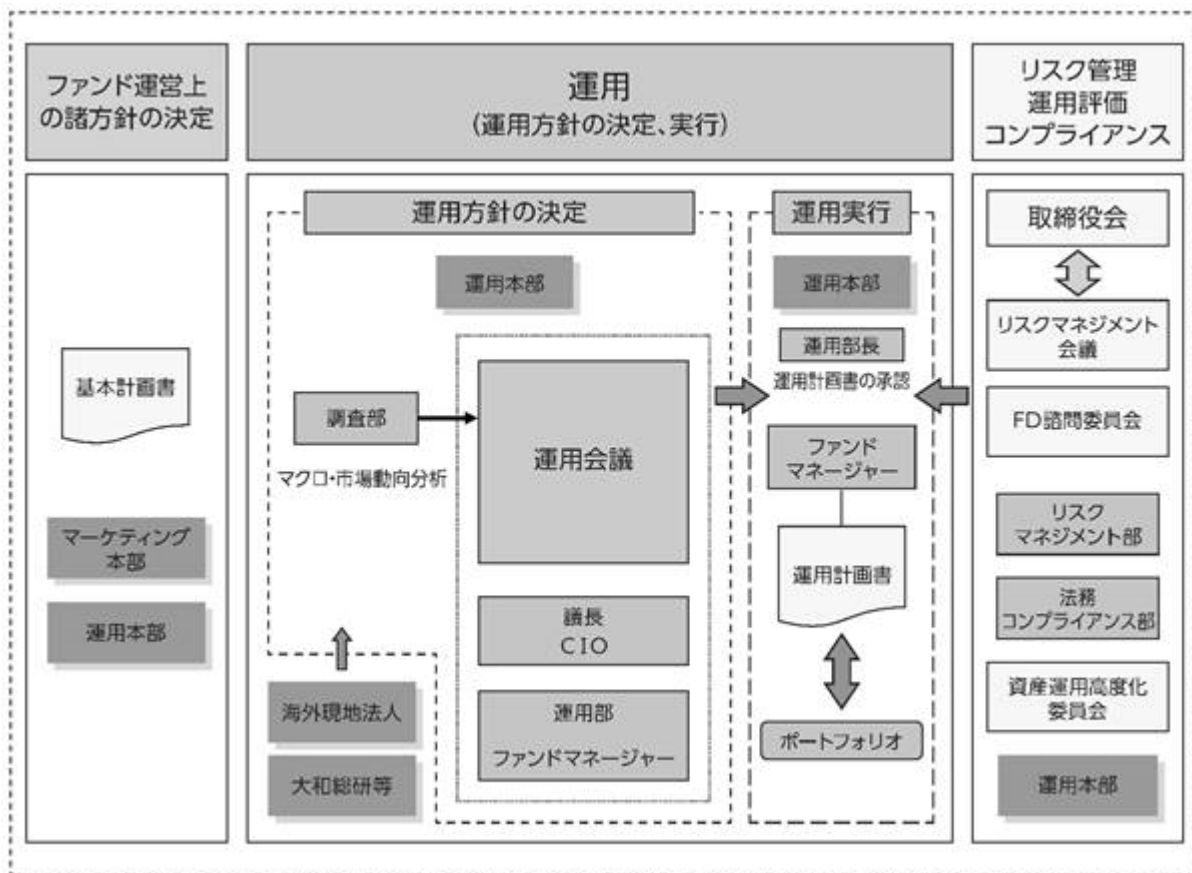 ファンド運営上
の諸方針の決定
運用
(運用方針の決定、実行)
リスク管理
運用評価
コンプライアンス
基本計画書
マーケティング
本部
運用本部
運用方針の決定
運用本部
調査部
マクロ・市場動向分析
運用会議
議長
CIO
運用部
ファンドマネージャー
海外現地法人
大和総研等
運用実行
運用本部
運用部長
運用計画書の承認
ファンド
マネージャー
運用計画書
ポートフォリオ
取締役会
リスクマネジメント
会議
FD諮問委員会
リスク
マネジメント部
法務
コンプライアンス部
資産運用高度化
委員会
運用本部